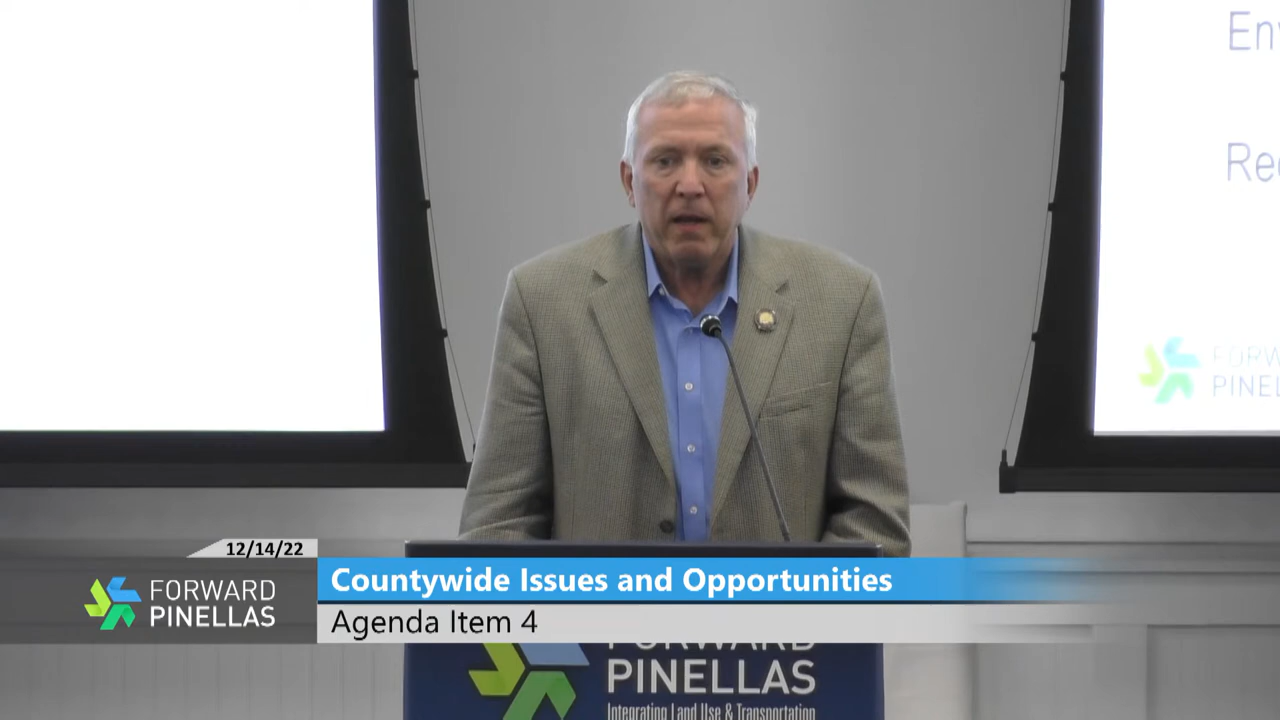 12/14/22
FORWARD
PINELLAS
Countywide Issues and Opportunities
Agenda Item 4
FORWARD
PINELLAS
Integrating Land Use & Transportation